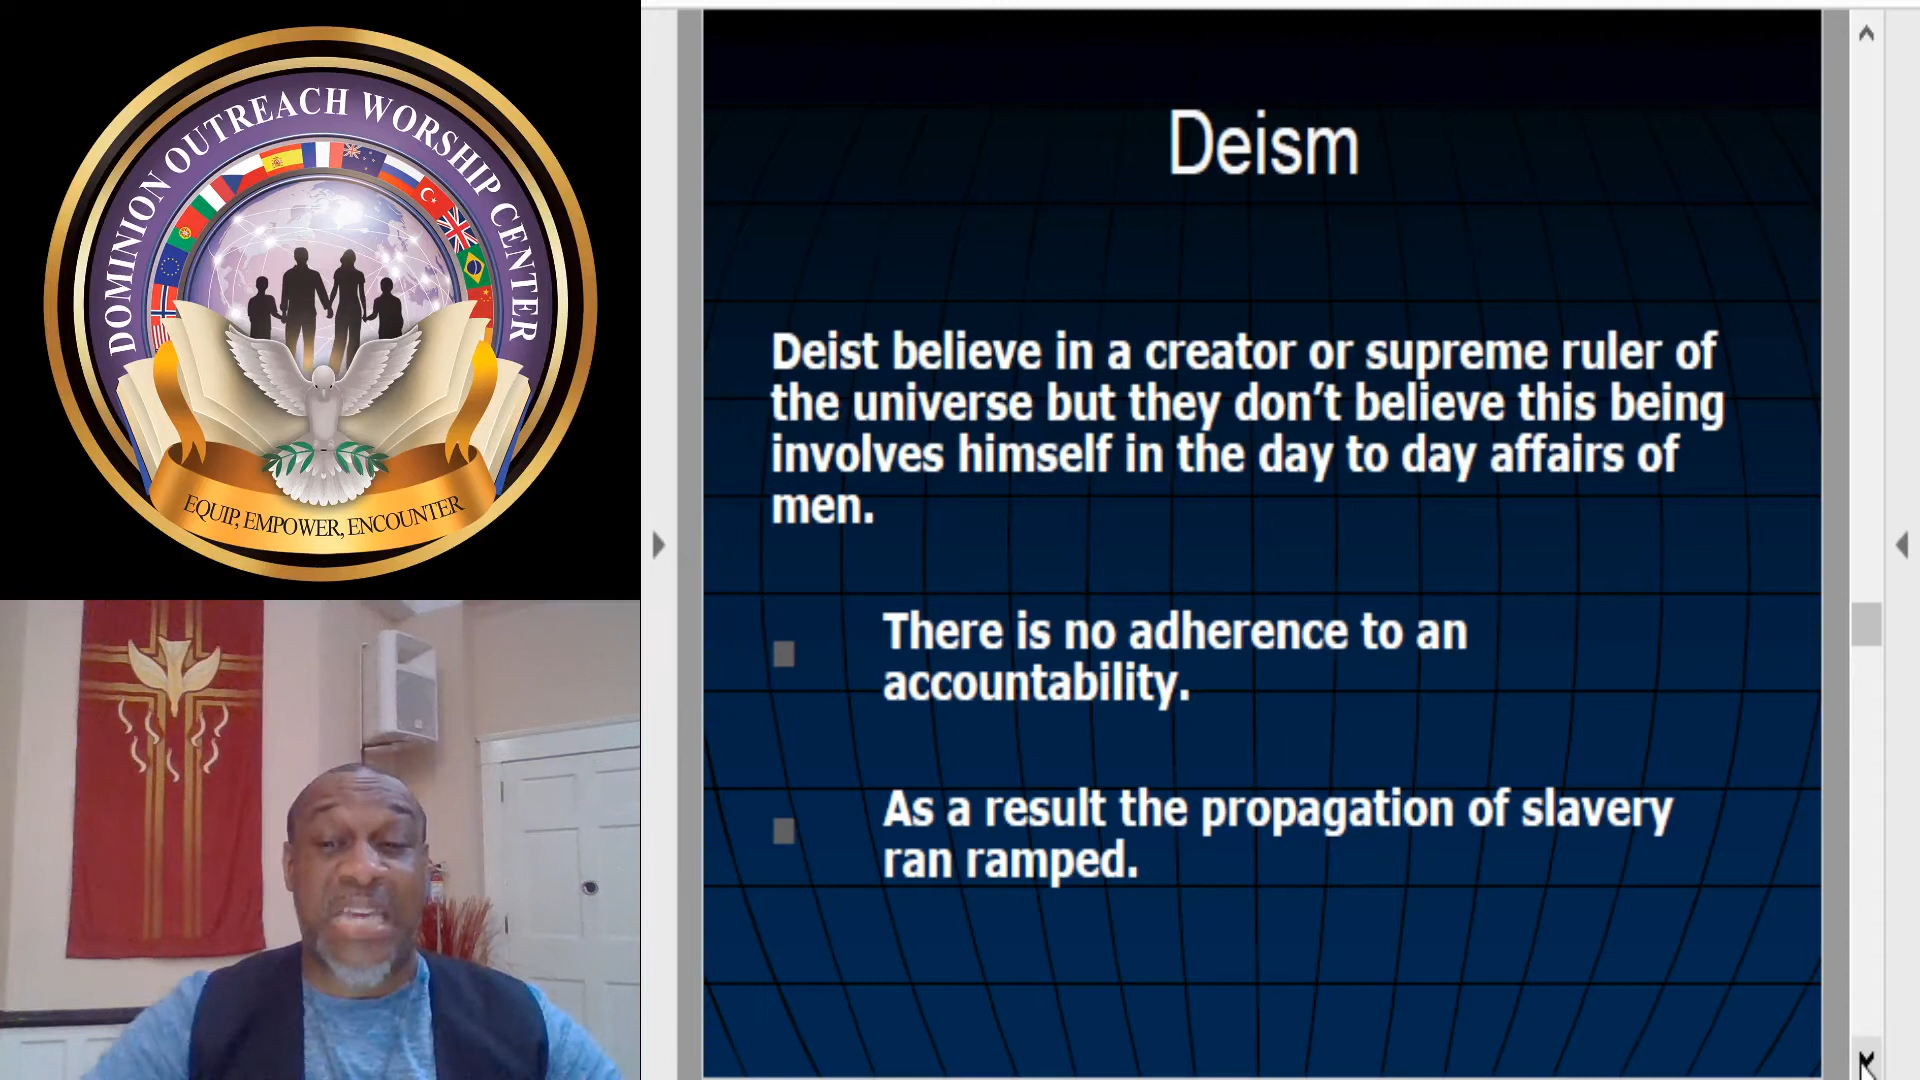 DOMINION OUTREACH WORSHIP CENTER
EQUIP, EMPOWER, ENCOUNTER
Deism
Deist believe in a creator or supreme ruler of
the universe but they don't believe this being
involves himself in the day to day affairs of
men.
There is no adherence to an
accountability.
As a result the propagation of slavery
ran ramped.